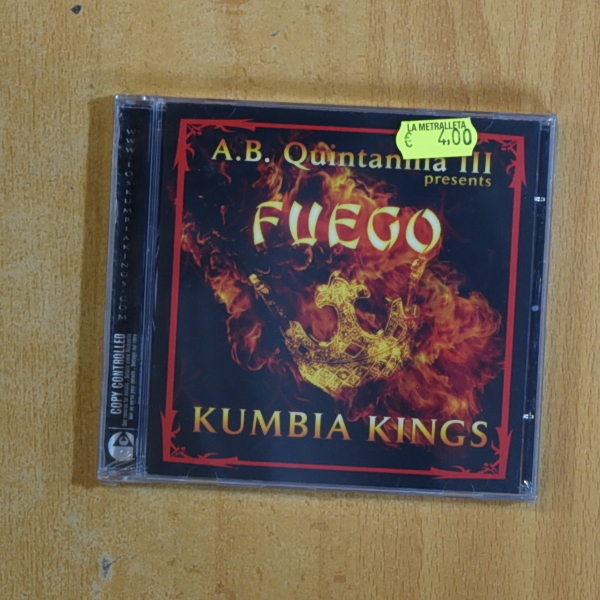 LA METRALLETA
€ 4,00
A.B. Quintanilla III
presents
FUEGO
KUMBIA KINGS
COPY CONTROLLED